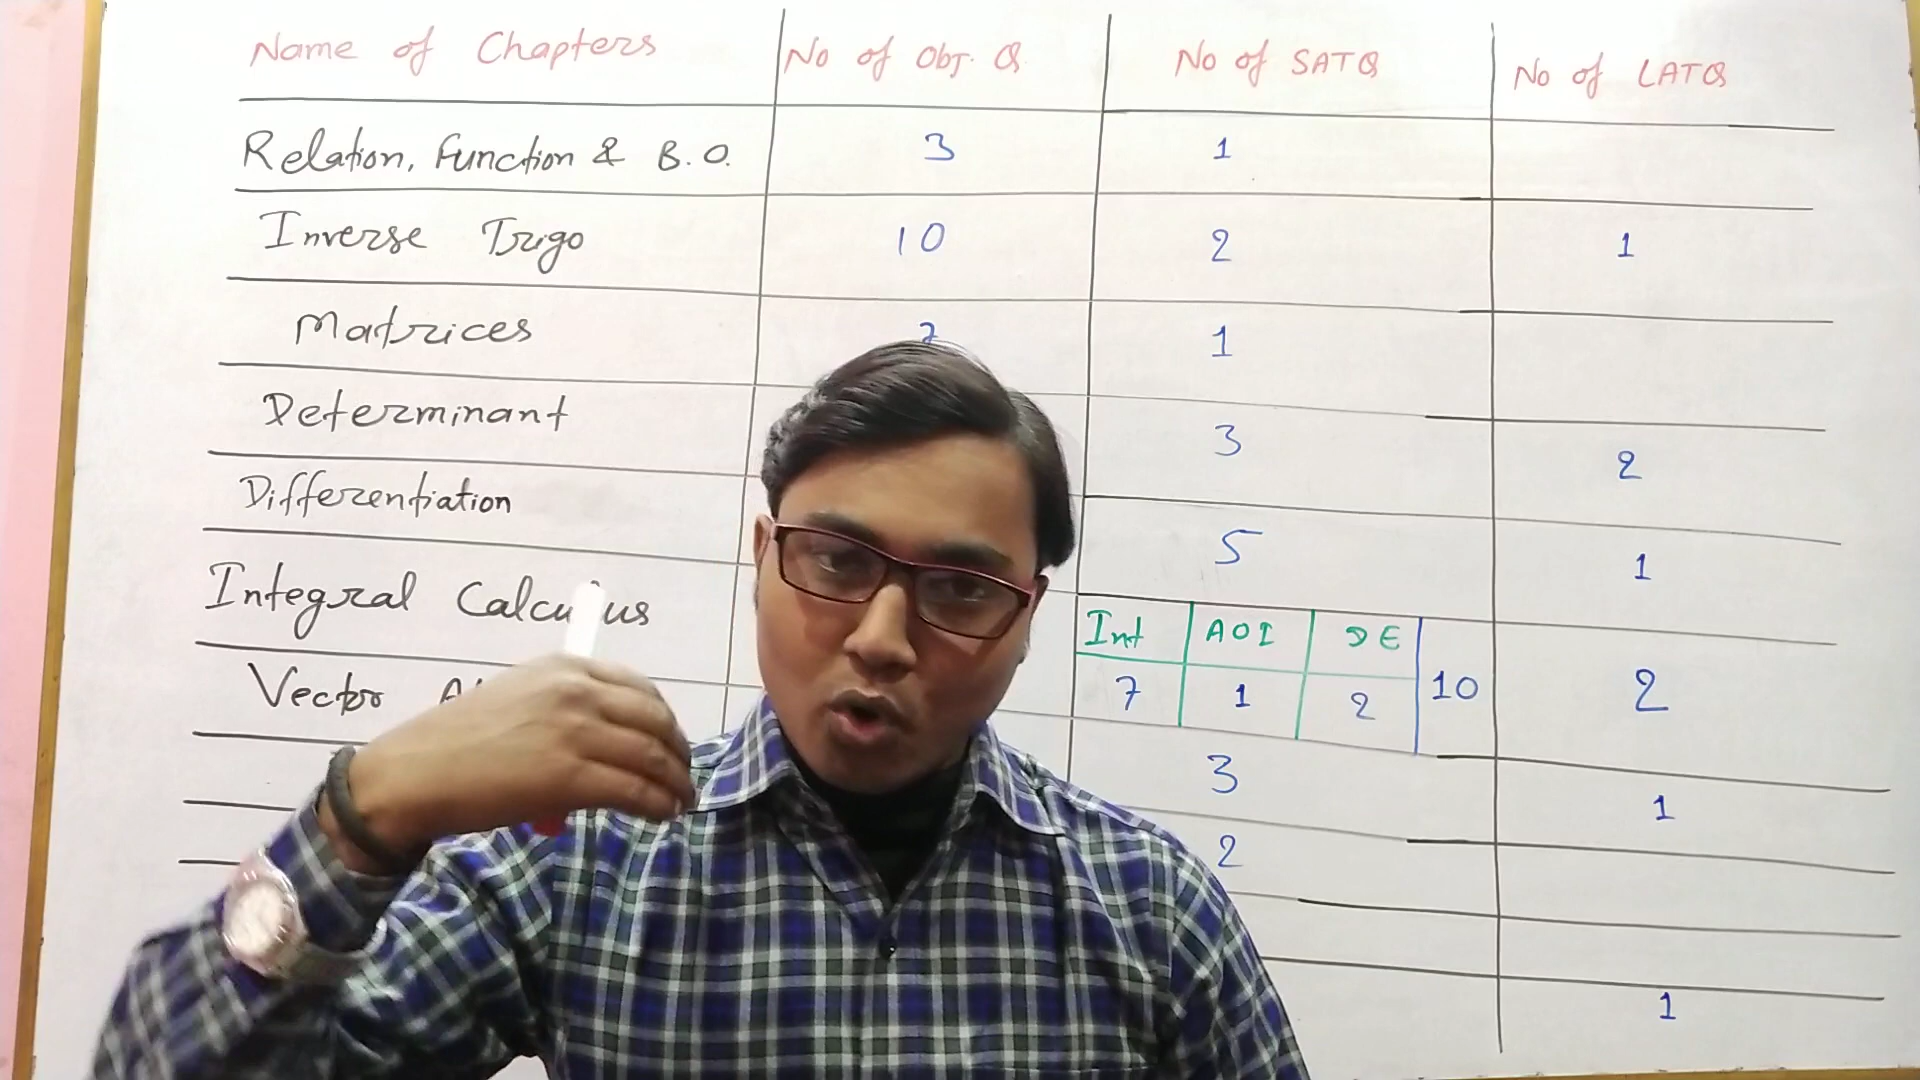 Name of Chapters No of Obj. Q No of SATQ No of LATQ
Relation, Function & B.O. 3 1
Inverse Trigo 10 2 1
Matrices 1
Determinant 3 2
Differentiation 5 1
Integral Int AOI DE
7 1 2 10 2
Vector 3 1
2
1